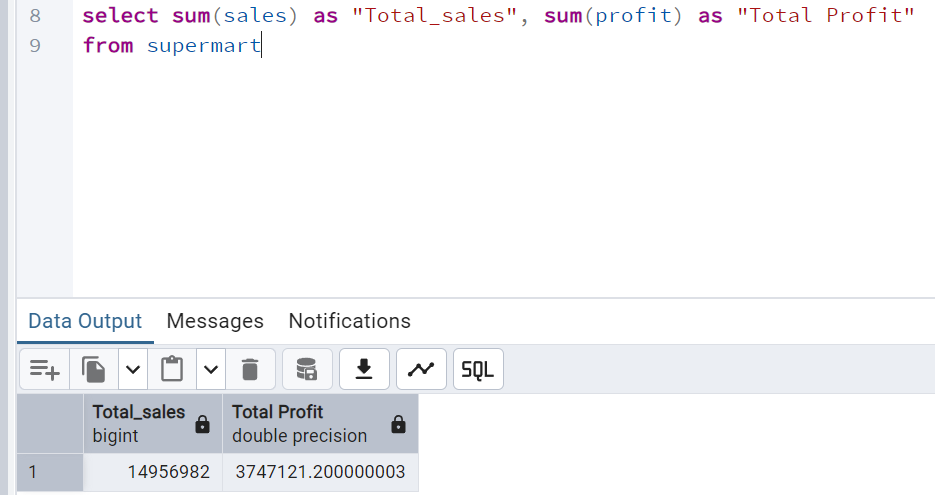 8 select sum(sales) as "Total_sales", sum(profit) as "Total Profit"
9 from supermart
Data Output Messages Notifications
SQL
Total_sales Total Profit
bigint double precision
1 14956982 3747121.200000003